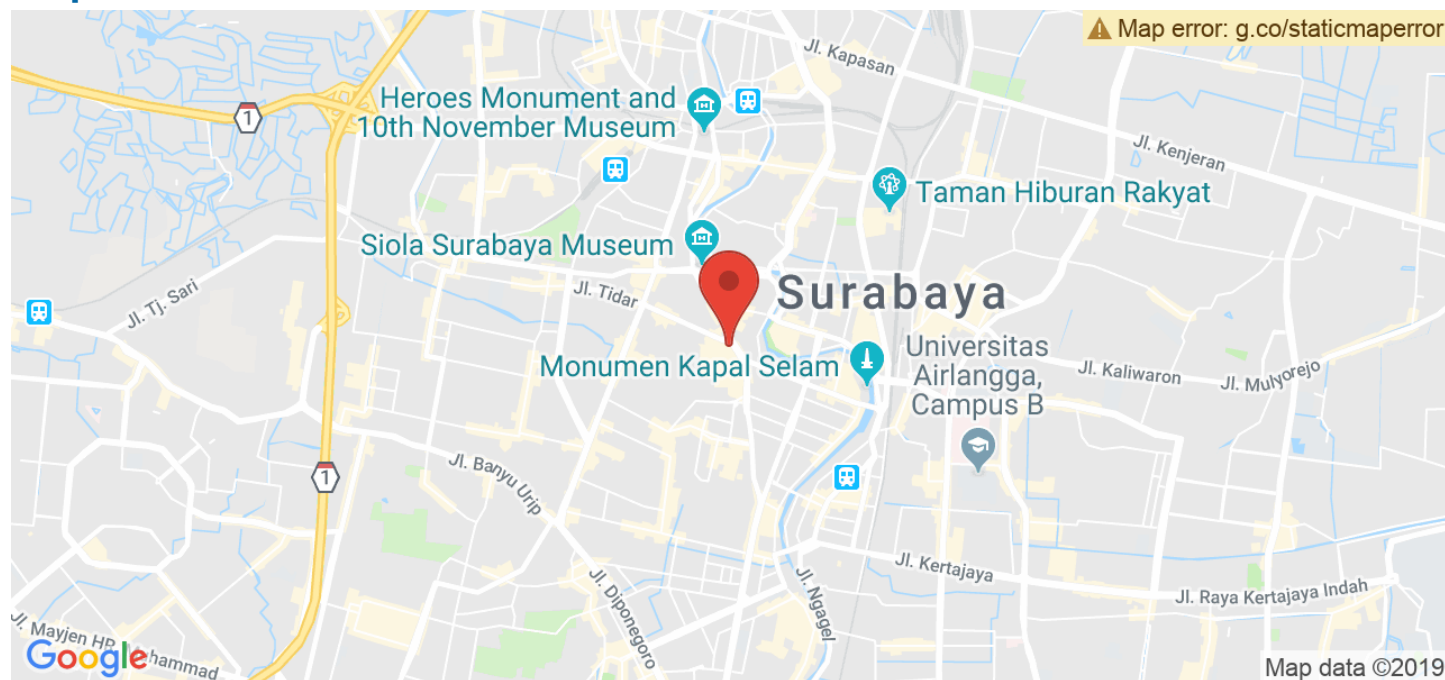 Map error: g.co/staticmaperror
Jl. Kapasan
Heroes Monument and
10th November Museum
1
Jl. Kenjeran
Taman Hiburan Rakyat
Siola Surabaya Museum
Jl. Tj. Sari
Jl. Tidar
Surabaya
Monumen Kapal Selam
Universitas
Airlangga,
Campus B
Jl. Kaliwaron
Jl. Mulyorejo
Jl. Banyu Urip
1
Jl. Kertajaya
Jl. Diponegoro
Jl. Ngagel
Jl. Raya Kertajaya Indah
Jl. Mayjen HR. Mohammad
Google
Map data ©2019